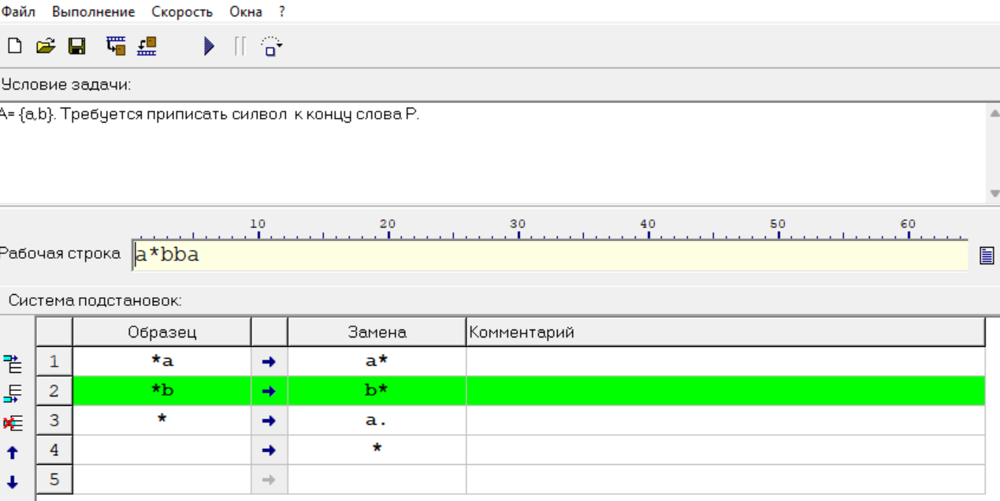 Файл Выполнение Скорость Окна ?
Условие задачи:
A= {a,b}. Требуется приписать силвол к концу слова P.
10 20 30 40 50 60
Рабочая строка a*bba
Система подстановок:
Образец Замена Комментарий
1 *a → a*
2 *b → b*
3 * → a.
4 → *
5 →